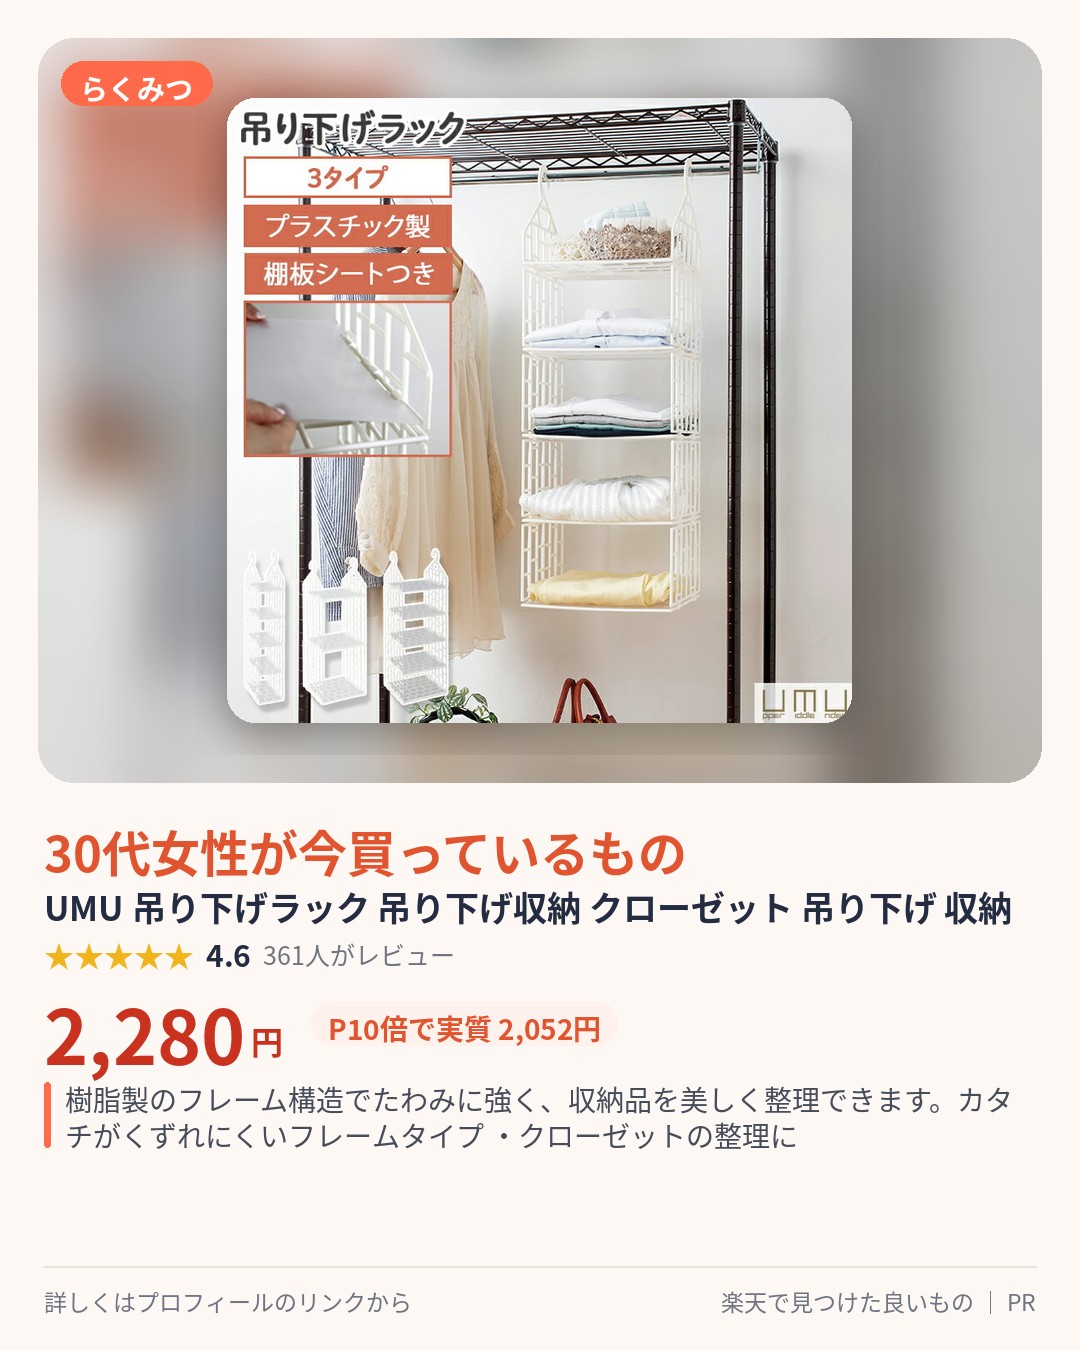 らくみつ
吊り下げラック
3タイプ
プラスチック製
棚板シートつき
UMU
30代女性が今買っているもの
UMU 吊り下げラック 吊り下げ収納 クローゼット 吊り下げ 収納
★★★★★ 4.6 361人がレビュー
2,280円 P10倍で実質 2,052円
樹脂製のフレーム構造でたわみに強く、収納品を美しく整理できます。カタ
チがくずれにくいフレームタイプ ・クローゼットの整理に
詳しくはプロフィールのリンクから
楽天で見つけた良いもの ｜ PR